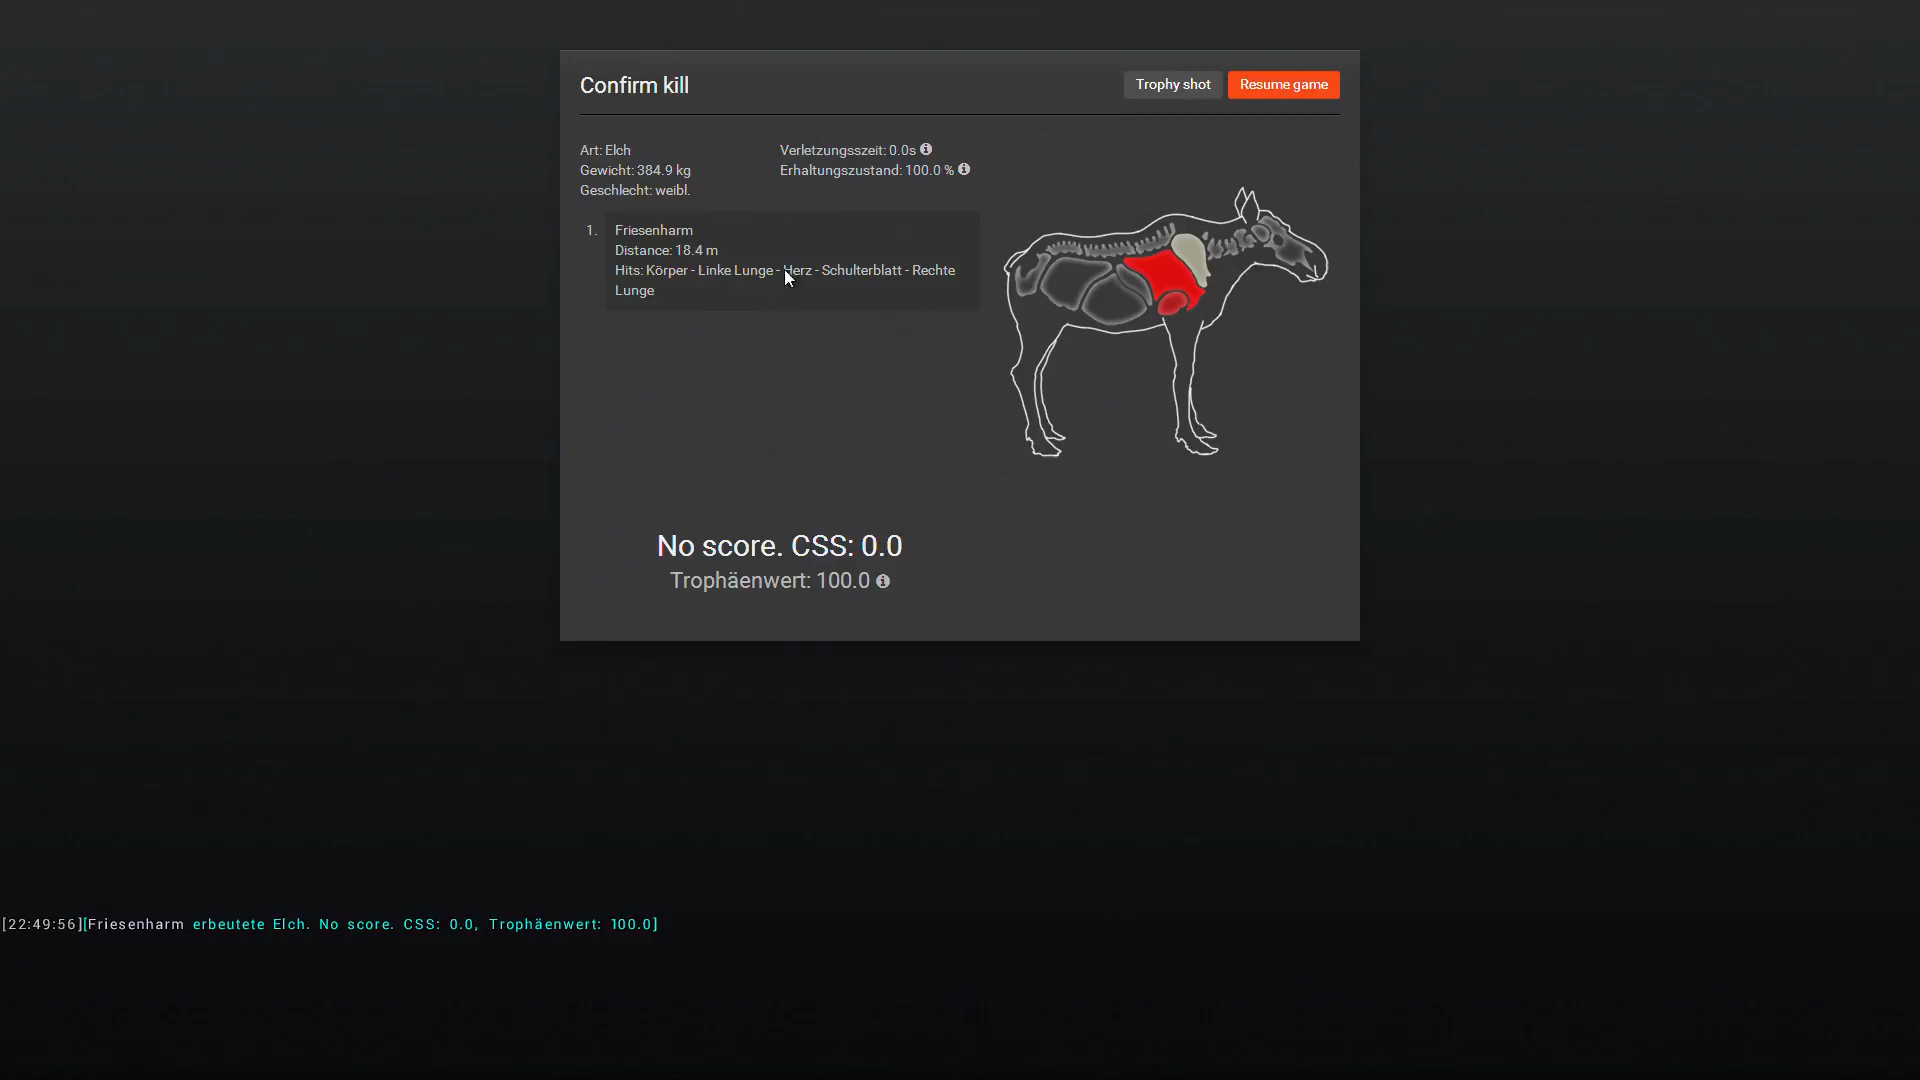 Confirm kill
Trophy shot
Resume game
Art: Elch
Gewicht: 384.9 kg
Geschlecht: weibl.
Verletzungsszeit: 0.0s
Erhaltungszustand: 100.0 %
1.
Friesenharm
Distance: 18.4 m
Hits: Körper - Linke Lunge - Herz - Schulterblatt - Rechte
Lunge
No score. CSS: 0.0
Trophäenwert: 100.0
[22:49:56][Friesenharm erbeutete Elch. No score. CSS: 0.0, Trophäenwert: 100.0]